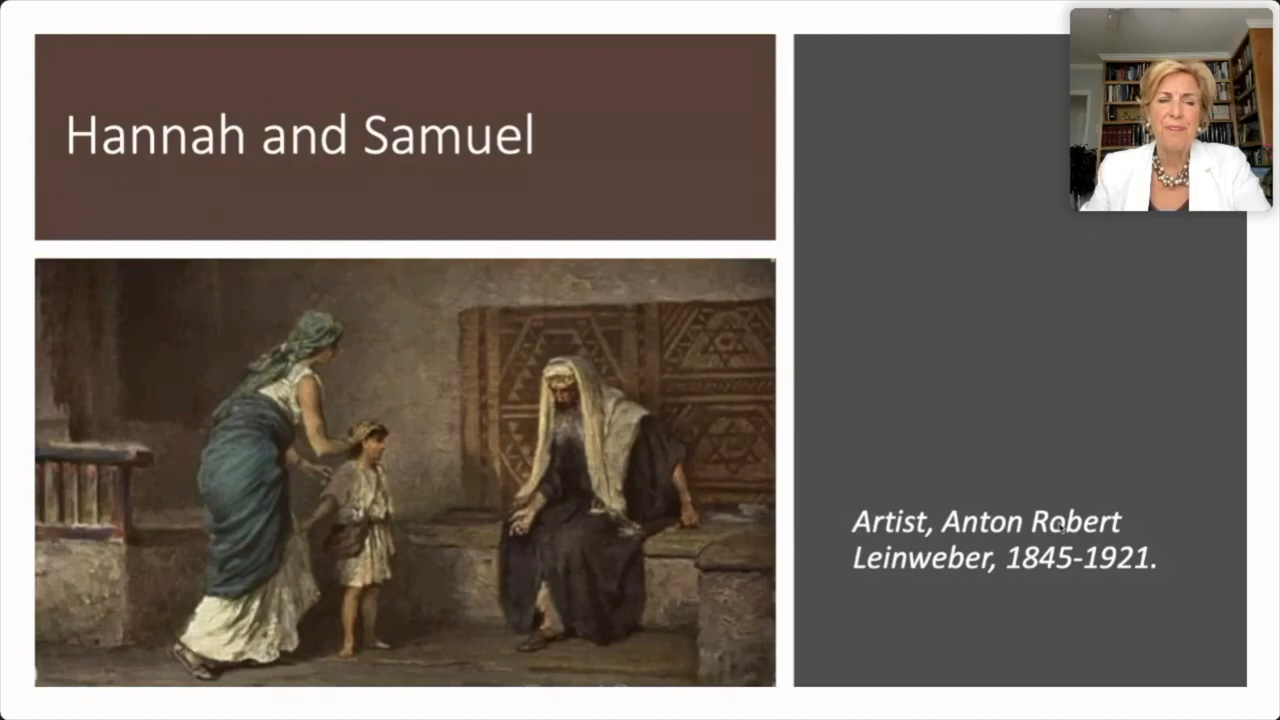 Hannah and Samuel
Artist, Anton Robert
Leinweber, 1845-1921.